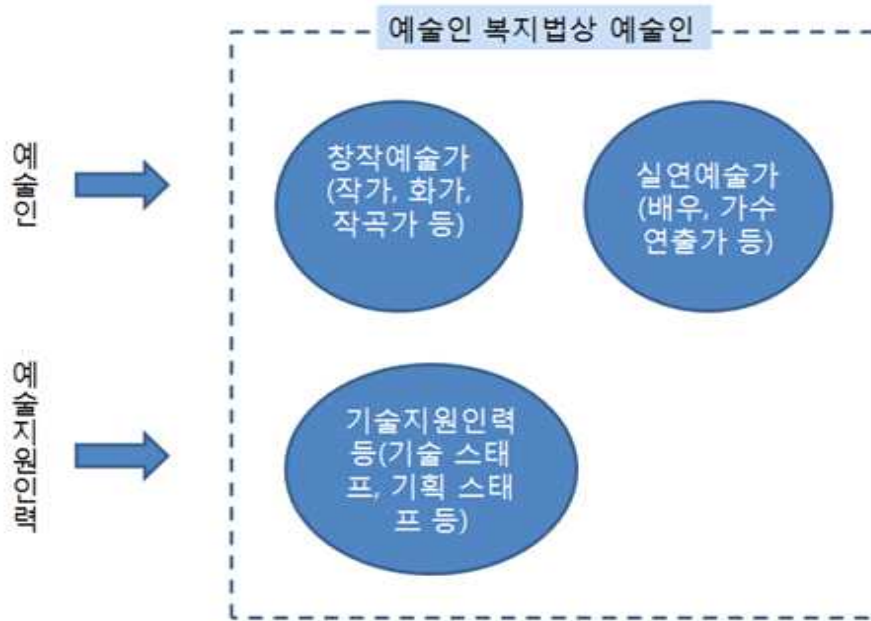 예술인 복지법상 예술인
예술인
창작예술가
(작가, 화가,
작곡가 등)
실연예술가
(배우, 가수
연출가 등)
예술지원인력
기술지원인력
등(기술 스태
프, 기획 스태
프 등)